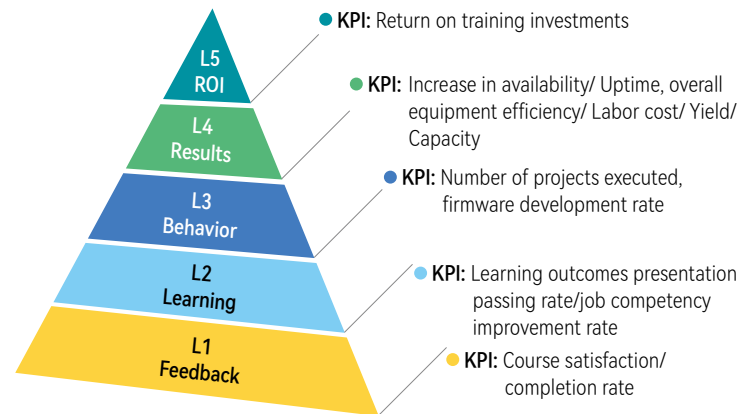 L5
ROI
KPI: Return on training investments
L4
Results
KPI: Increase in availability/ Uptime, overall
equipment efficiency/ Labor cost/ Yield/
Capacity
L3
Behavior
KPI: Number of projects executed,
firmware development rate
L2
Learning
KPI: Learning outcomes presentation
passing rate/job competency
improvement rate
L1
Feedback
KPI: Course satisfaction/
completion rate